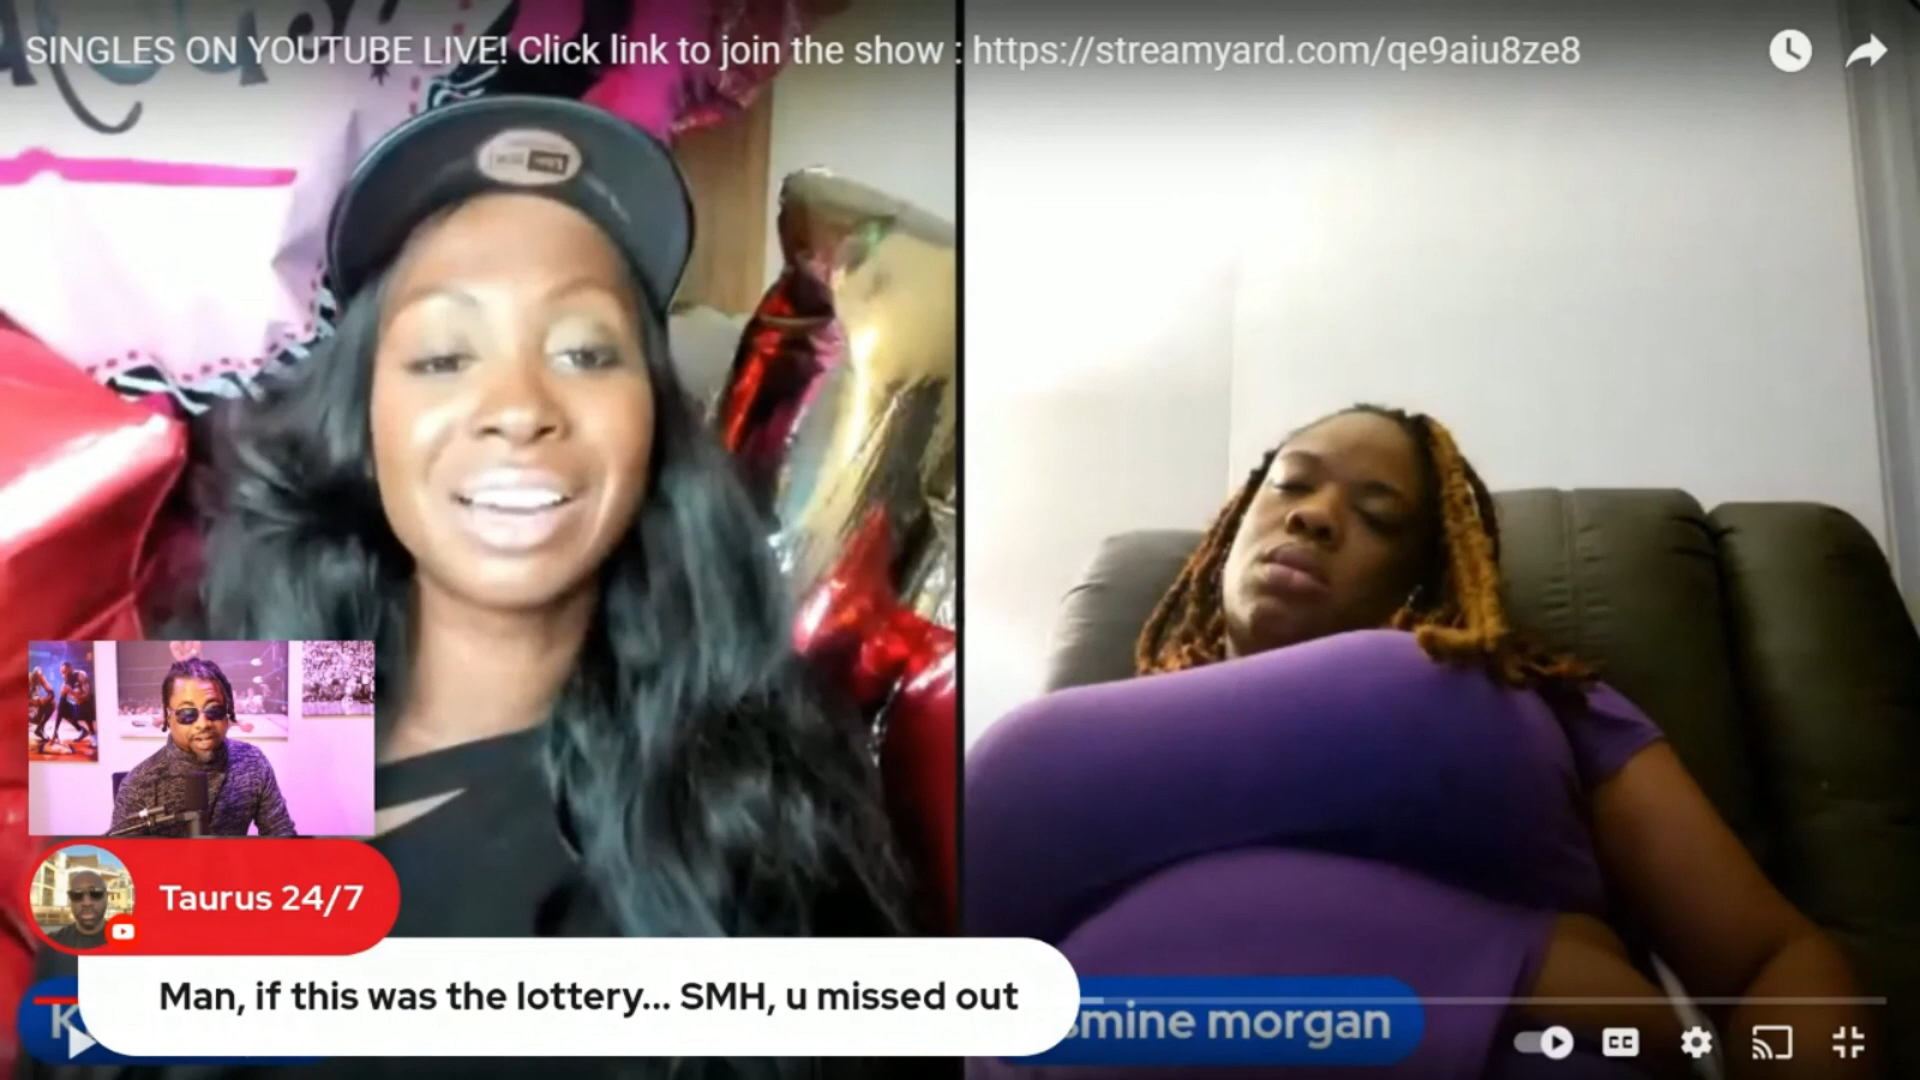 SINGLES ON YOUTUBE LIVE! Click link to join the show : https://streamyard.com/qe9aiu8ze8
Taurus 24/7
Man, if this was the lottery... SMH, u missed out
K
smine morgan
CC